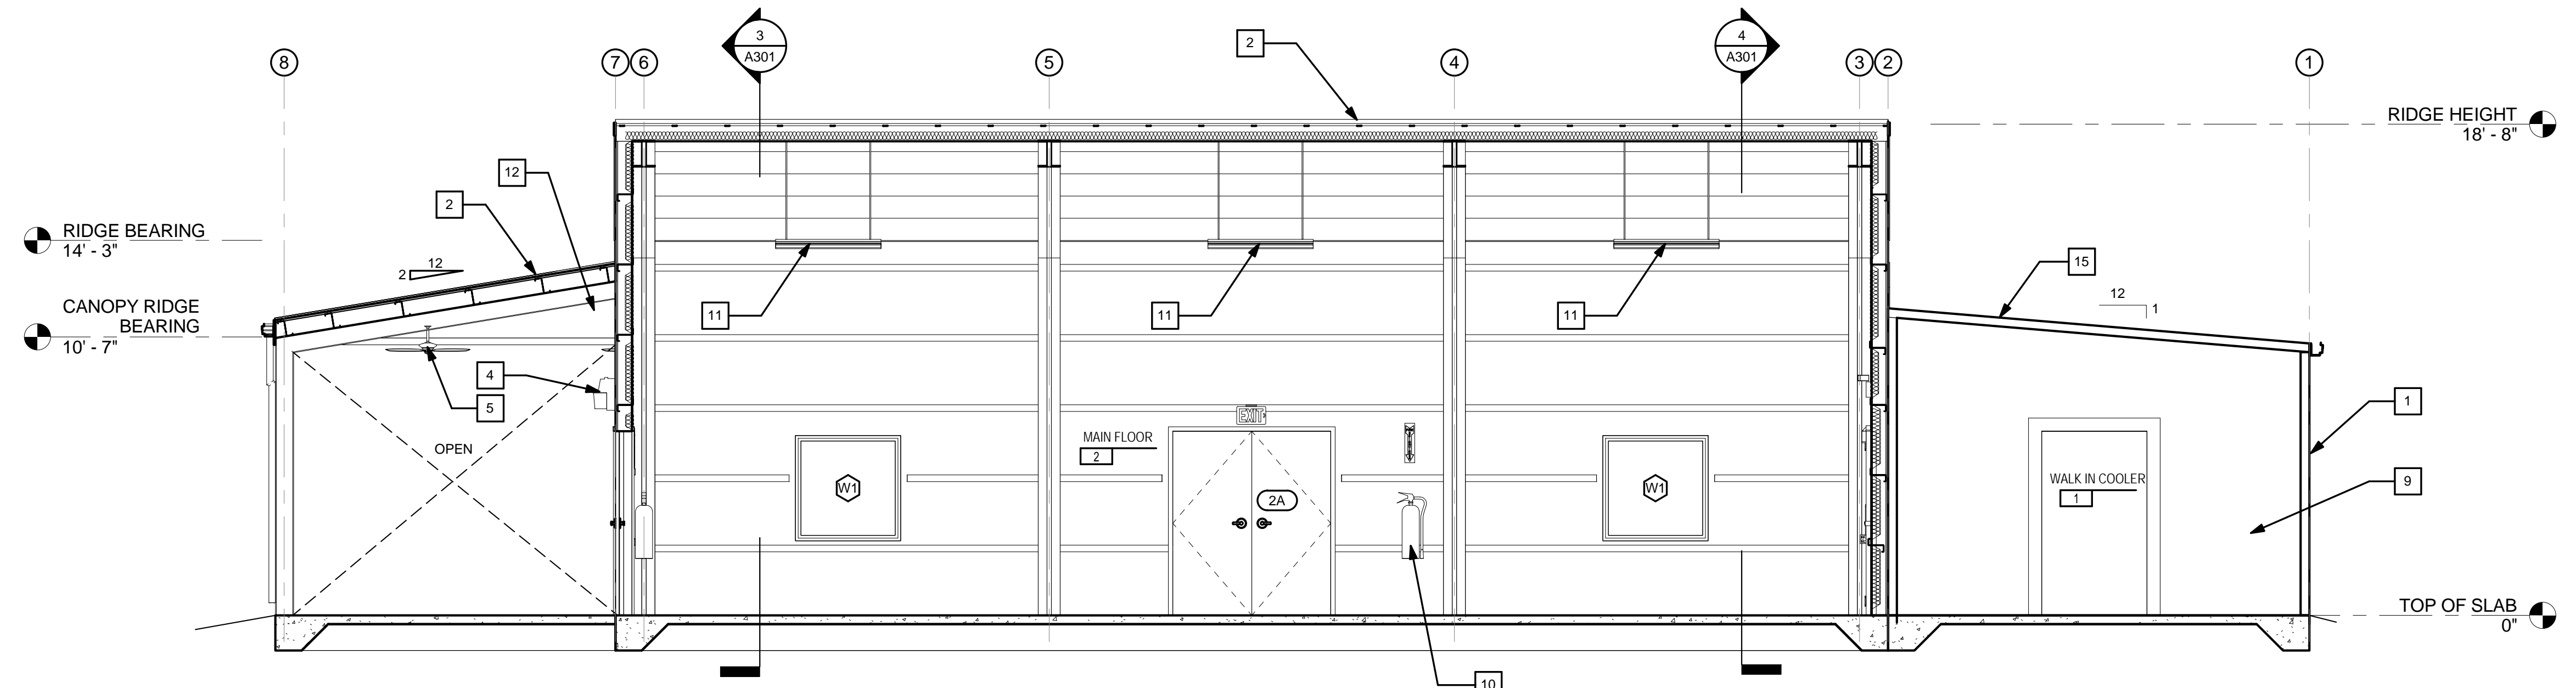 3
A301
4
A301
2
8
7
6
5
4
3
2
1
RIDGE HEIGHT
18' - 8"
12
2
RIDGE BEARING
14' - 3"
12
2
15
12
1
CANOPY RIDGE
BEARING
10' - 7"
11
11
11
4
5
1
EXIT
OPEN
MAIN FLOOR
2
W1
W1
2A
WALK IN COOLER
1
9
TOP OF SLAB
0"
10